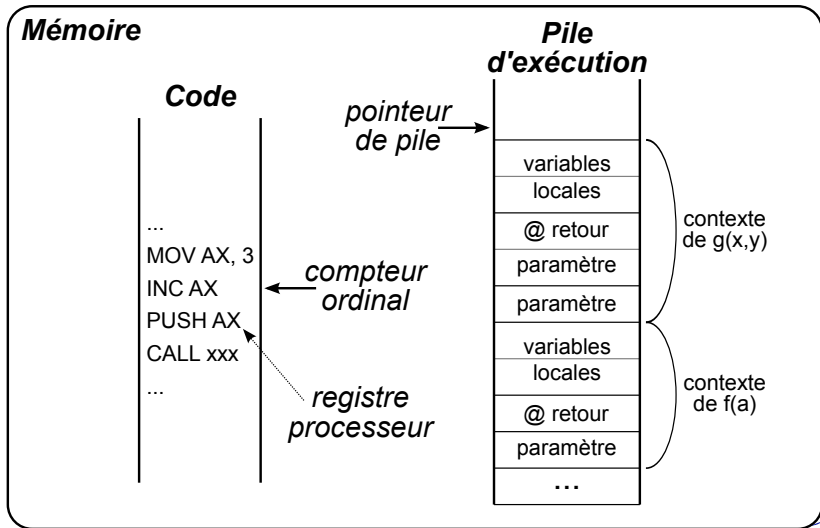 Mémoire
Code
...
MOV AX, 3
INC AX
PUSH AX
CALL xxx
...
compteur
ordinal
registre
processeur
pointeur
de pile
Pile
d'exécution
variables
locales
@ retour
paramètre
paramètre
variables
locales
@ retour
paramètre
...
contexte
de g(x,y)
contexte
de f(a)